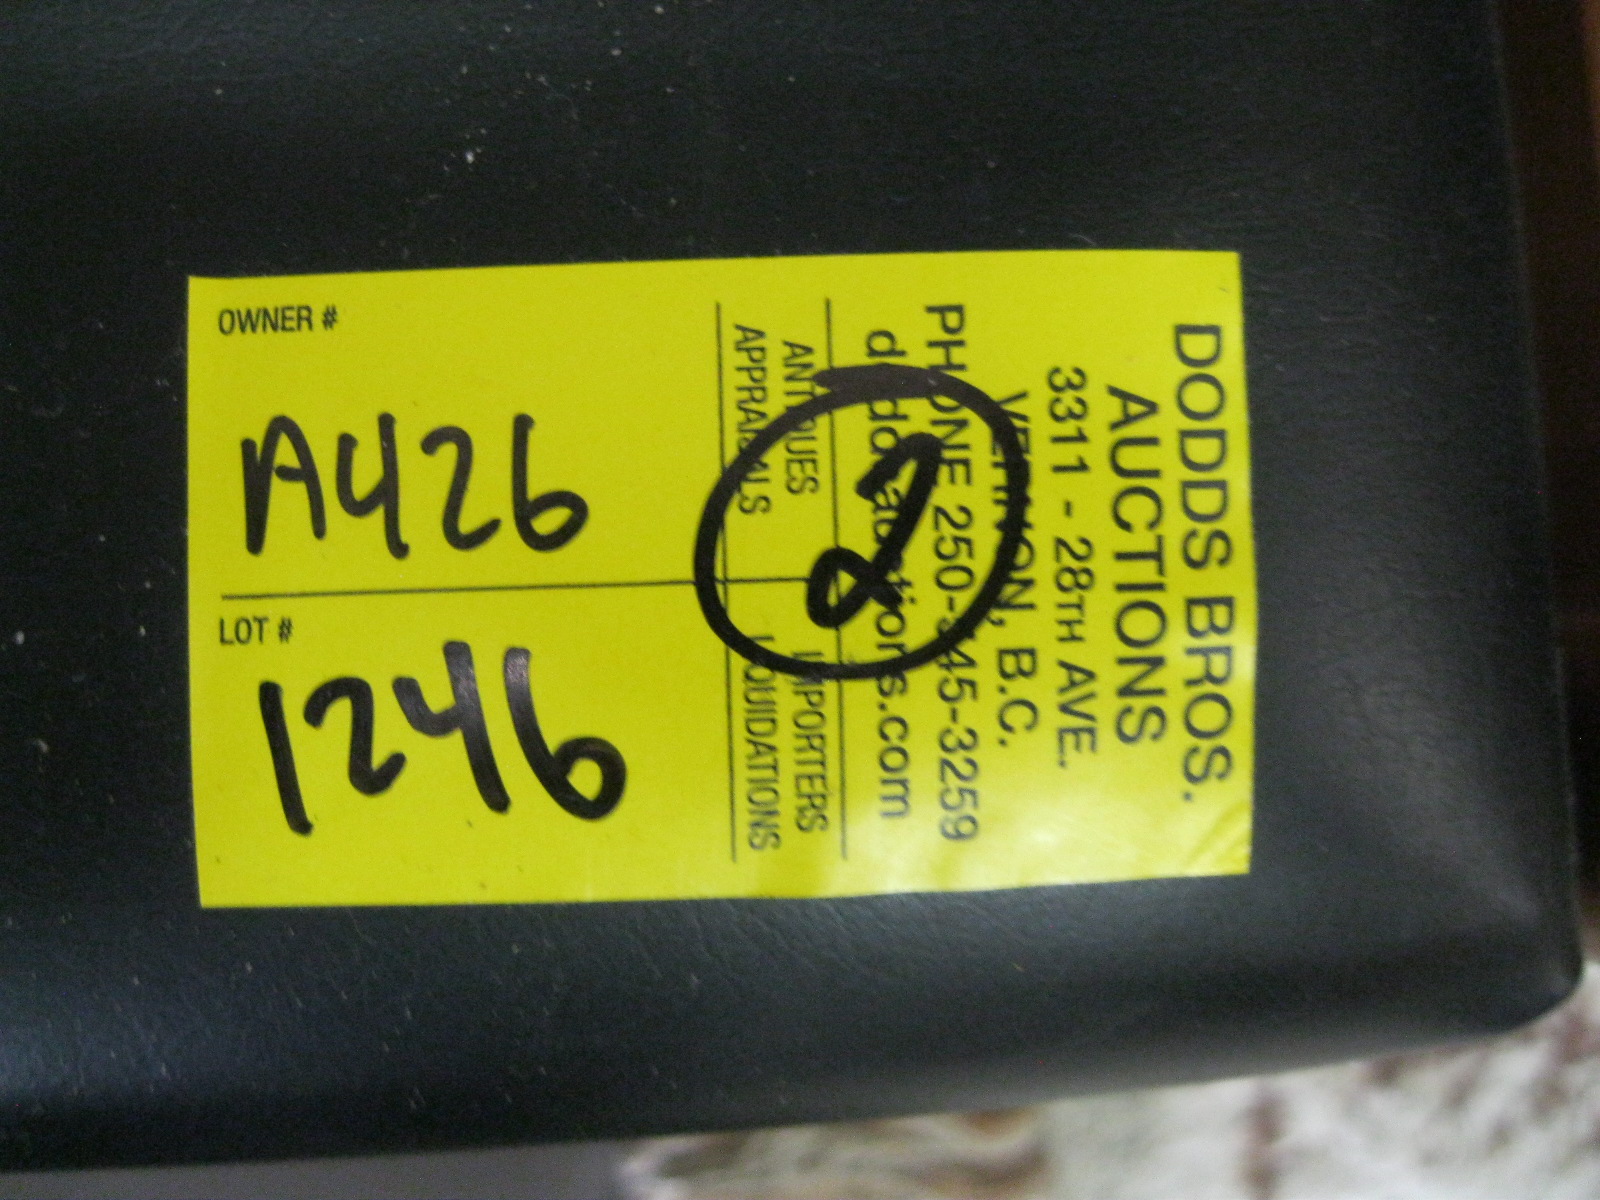 DODDS BROS.
AUCTIONS
3311 - 28TH AVE.
VERNON, B.C.
PHONE 250-545-3259
doddsauctions.com
ANTIQUES IMPORTERS
APPRAISALS LIQUIDATIONS
2
OWNER #
A426
LOT #
1246